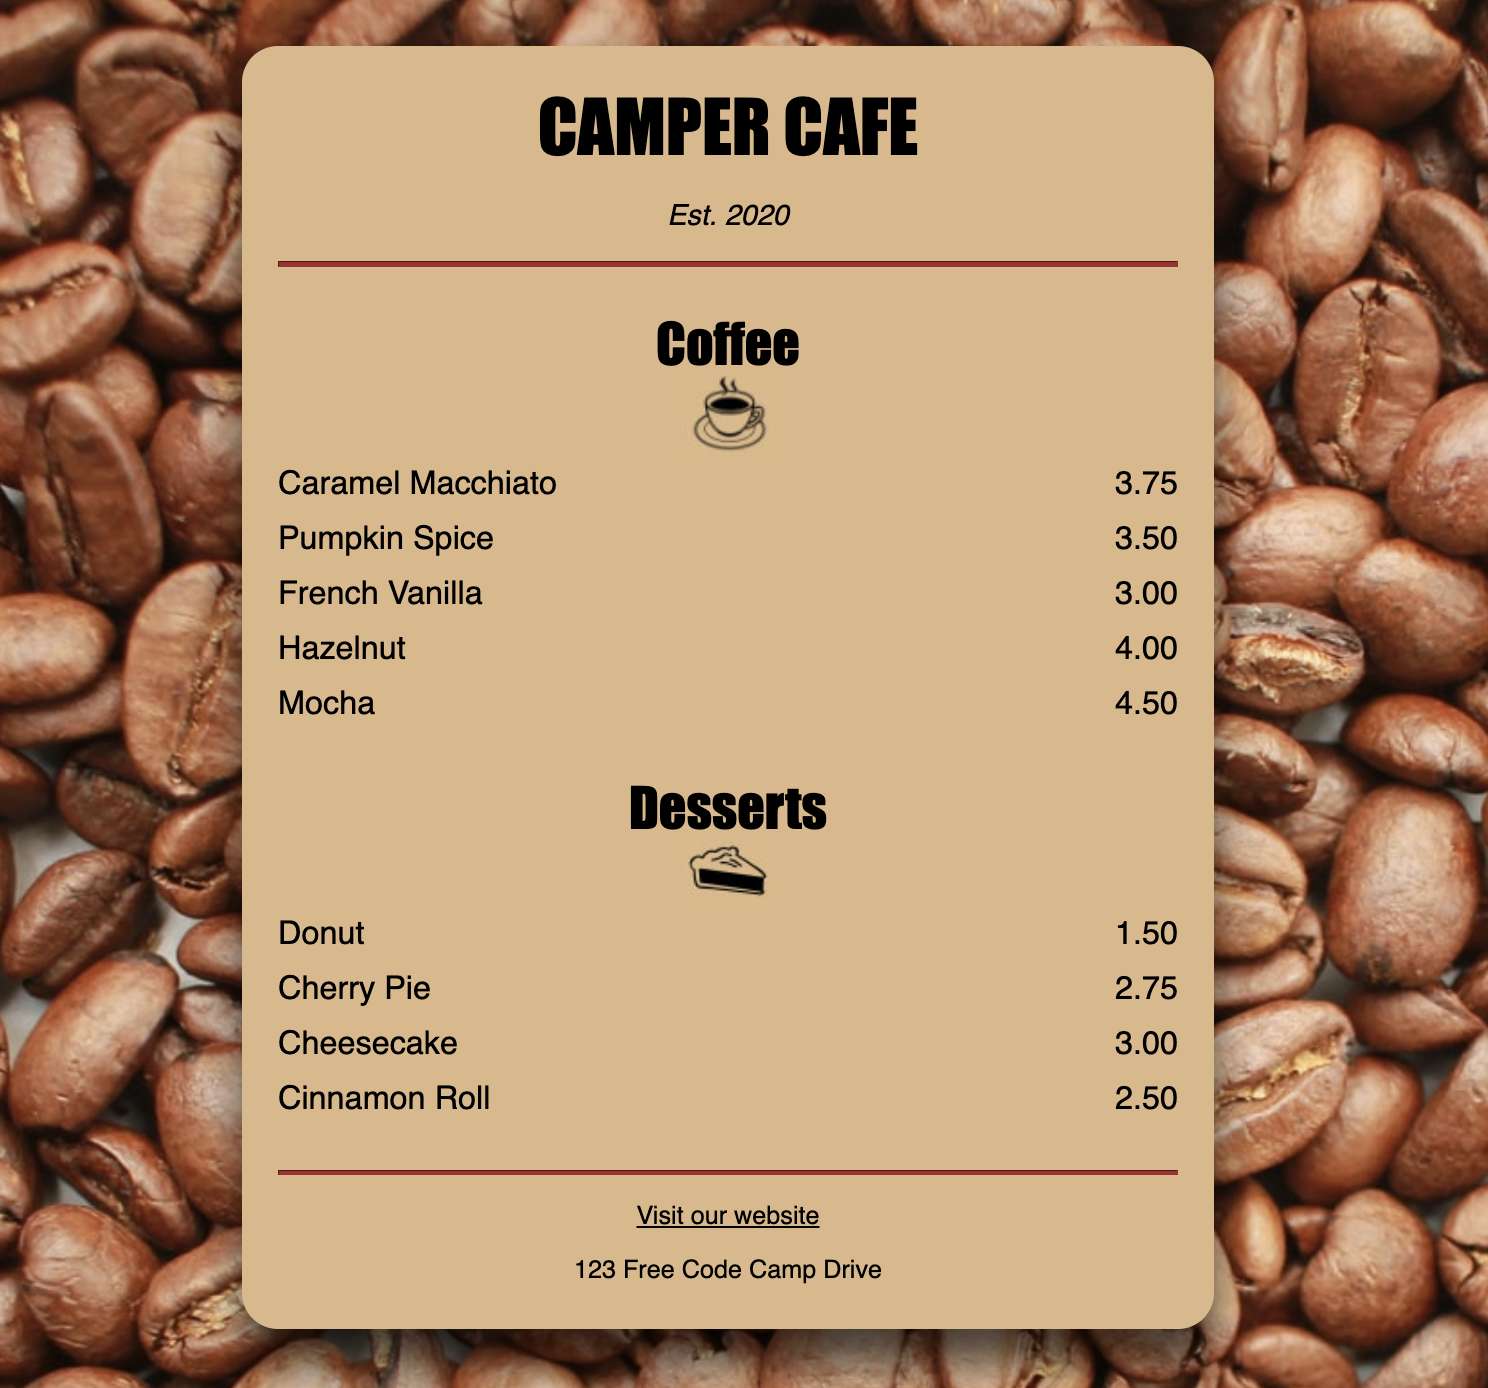 CAMPER CAFE
Est. 2020
Coffee
Caramel Macchiato 3.75
Pumpkin Spice 3.50
French Vanilla 3.00
Hazelnut 4.00
Mocha 4.50
Desserts
Donut 1.50
Cherry Pie 2.75
Cheesecake 3.00
Cinnamon Roll 2.50
Visit our website
123 Free Code Camp Drive